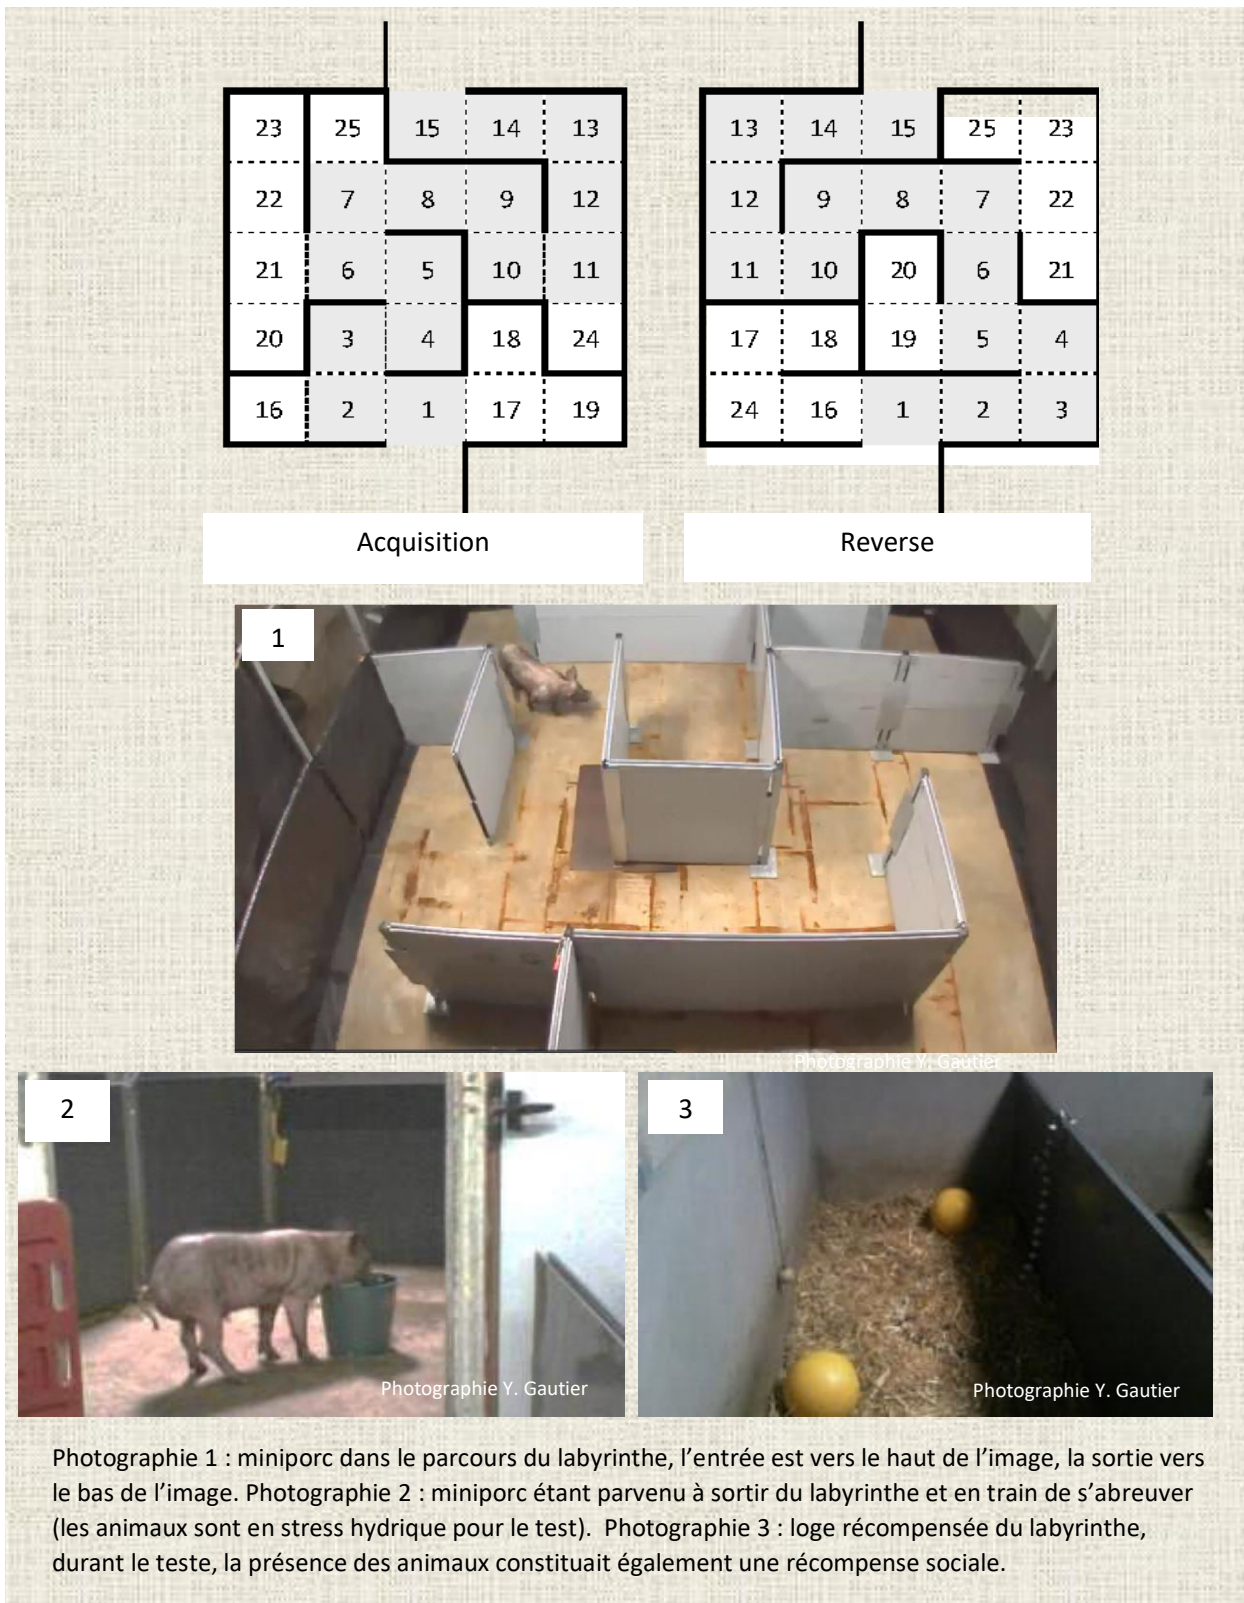 23 25 15 14 13
22 7 8 9 12
21 6 5 10 11
20 3 4 18 24
16 2 1 17 19
Acquisition
13 14 15 25 23
12 9 8 7 22
11 10 20 6 21
17 18 19 5 4
24 16 1 2 3
Reverse
1
Photographie Y. Gautier
2
Photographie Y. Gautier
3
Photographie Y. Gautier
Photographie 1 : miniporc dans le parcours du labyrinthe, l’entrée est vers le haut de l’image, la sortie vers
le bas de l’image. Photographie 2 : miniporc étant parvenu à sortir du labyrinthe et en train de s’abreuver
(les animaux sont en stress hydrique pour le test). Photographie 3 : loge récompensée du labyrinthe,
durant le teste, la présence des animaux constituait également une récompense sociale.